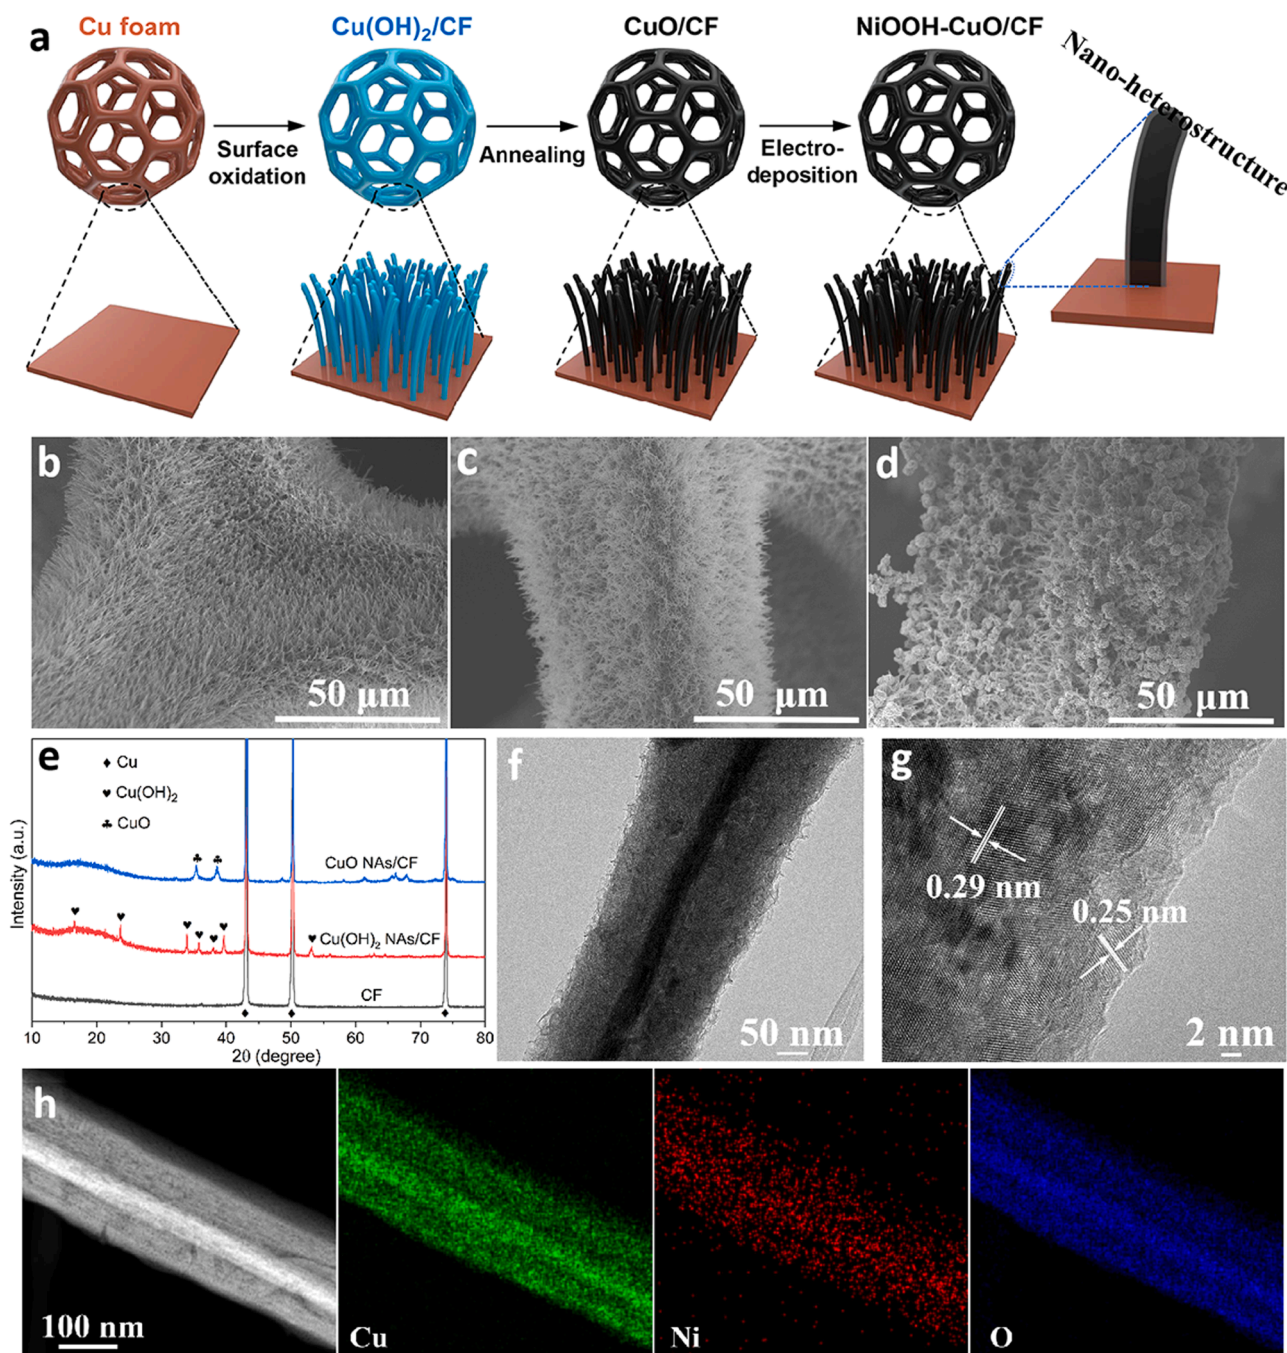 a
Cu foam
Cu(OH)₂/CF
CuO/CF
NiOOH-CuO/CF
Nano-heterostructure
Surface
oxidation
Annealing
Electro-
deposition
b
50 μm
c
50 μm
d
50 μm
e
♦ Cu
♥ Cu(OH)₂
♣ CuO
CuO NAs/CF
Cu(OH)₂ NAs/CF
CF
Intensity (a.u.)
10 20 30 40 50 60 70 80
2θ (degree)
f
50 nm
g
0.29 nm
0.25 nm
2 nm
h
100 nm
Cu
Ni
O